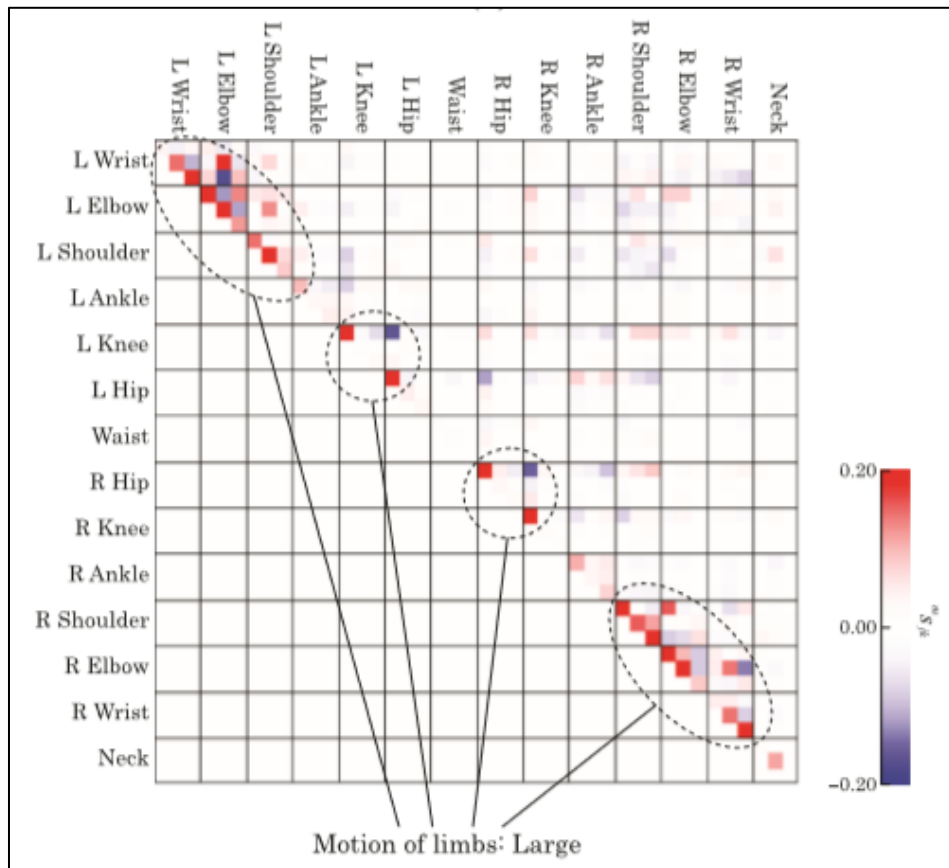 L Wrist
L Elbow
L Shoulder
L Ankle
L Knee
L Hip
Waist
R Hip
R Knee
R Ankle
R Shoulder
R Elbow
R Wrist
Neck
L Wrist
L Elbow
L Shoulder
L Ankle
L Knee
L Hip
Waist
R Hip
R Knee
R Ankle
R Shoulder
R Elbow
R Wrist
Neck
0.20
0.00
−0.20
Motion of limbs: Large